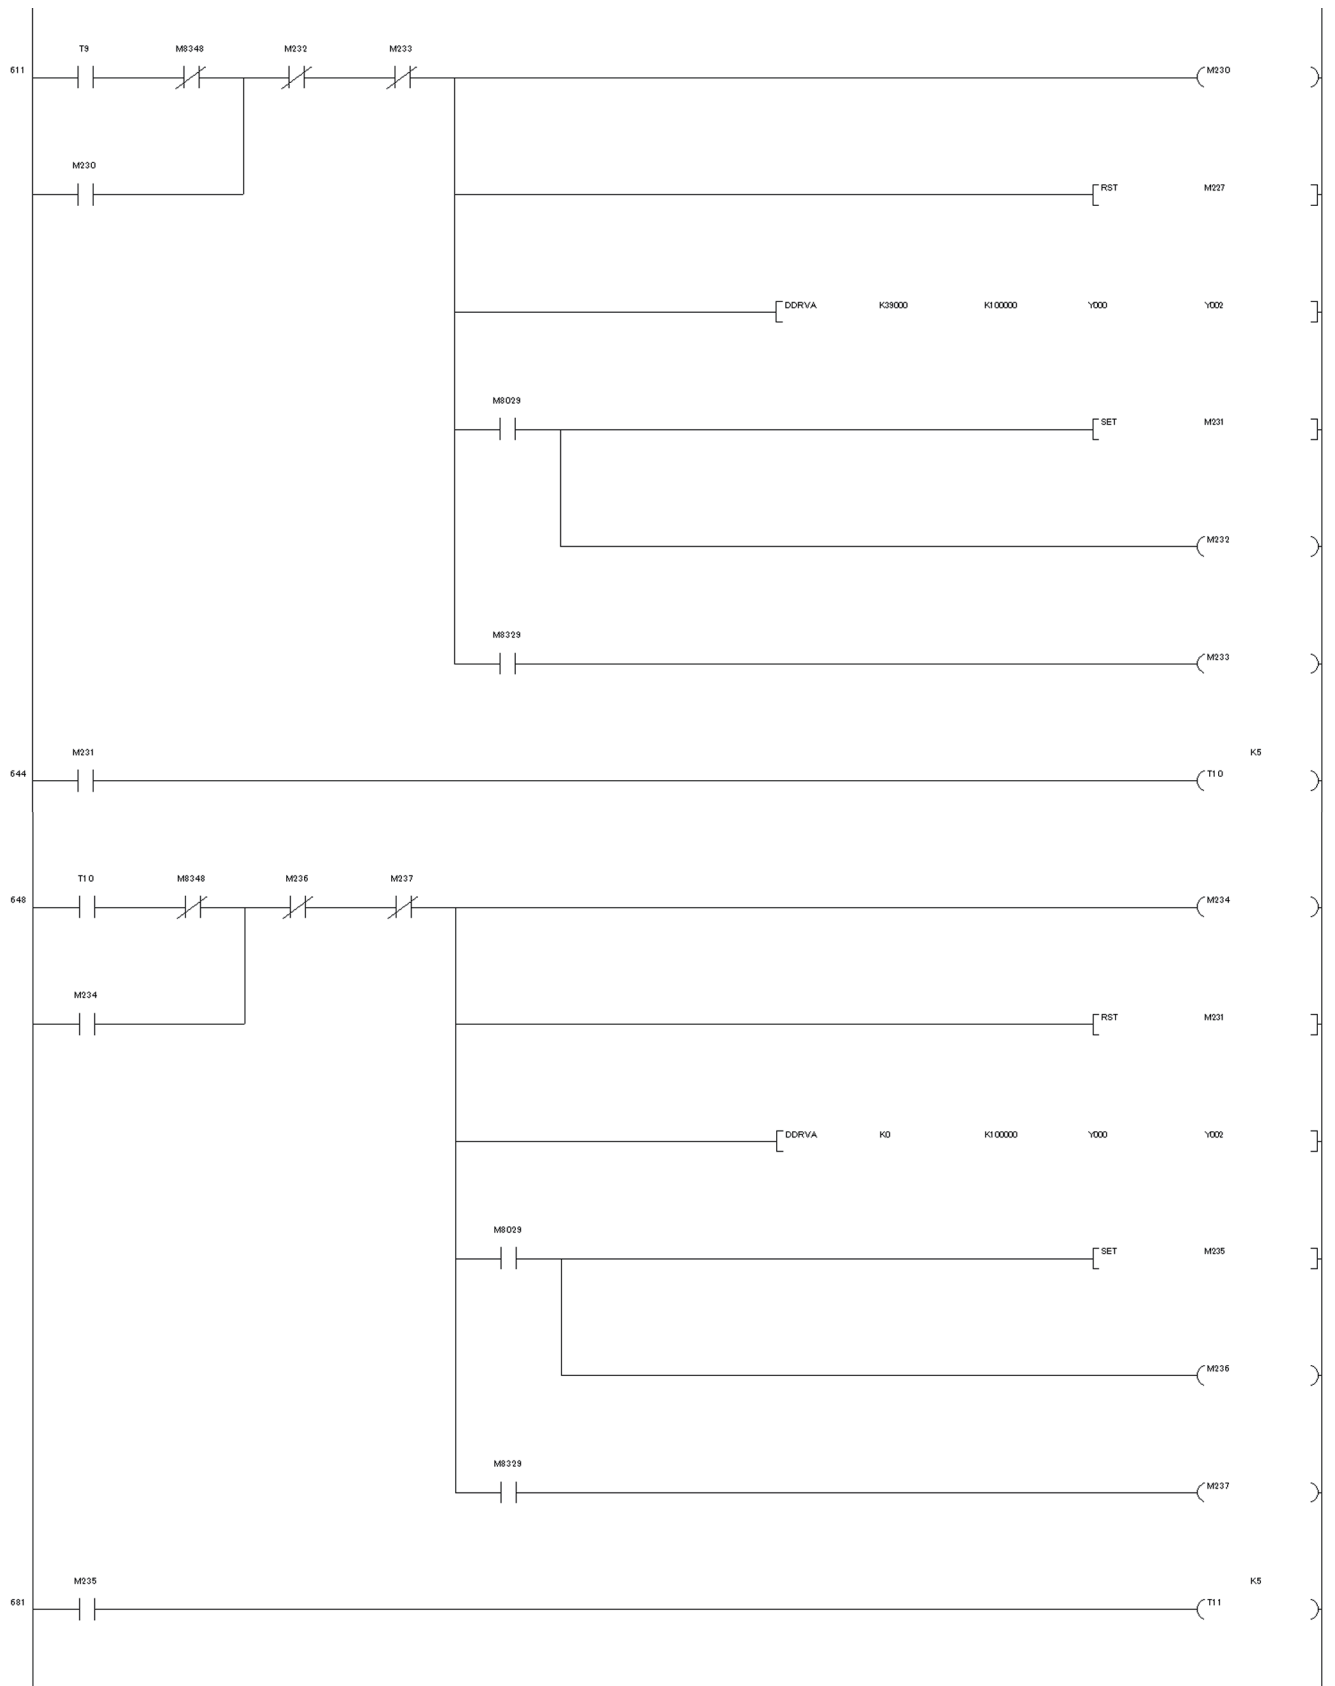 T9 M8348 M232 M233
611 M230
M230
RST M227
DDRVA K39000 K100000 Y000 Y002
M8029
SET M231
M232
M8329
M233
M231 K5
644 T10
T10 M8348 M236 M237
648 M234
M234
RST M231
DDRVA K0 K100000 Y000 Y002
M8029
SET M235
M236
M8329
M237
M235 K5
681 T11